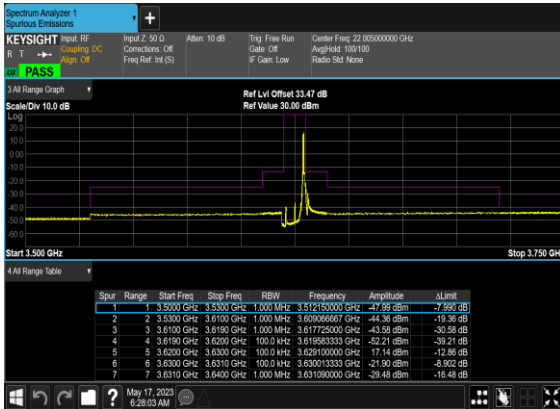 Spectrum Analyzer 1
Spurious Emissions
+
KEYSIGHT Input: RF Input Z: 50 Ω Atten: 10 dB Trig: Free Run Center Freq: 22.005000000 GHz
R T Coupling: DC Corrections: Off Gate: Off Avg|Hold: 100/100
Align: Off Freq Ref: Int (S) IF Gain: Low Radio Std: None
PASS
3 All Range Graph
Ref Lvl Offset 33.47 dB
Scale/Div 10.0 dB Ref Value 30.00 dBm
Log
20.0
10.0
0.00
-10.0
-20.0
-30.0
-40.0
-50.0
-60.0
Start 3.500 GHz Stop 3.750 GH
4 All Range Table
Spur Range Start Freq Stop Freq RBW Frequency Amplitude ΔLimit
1 1 3.5000 GHz 3.5300 GHz 1.000 MHz 3.512150000 GHz -47.99 dBm -7.990 dB
2 2 3.5300 GHz 3.6100 GHz 1.000 MHz 3.609066667 GHz -44.36 dBm -19.36 dB
3 3 3.6100 GHz 3.6190 GHz 1.000 MHz 3.617725000 GHz -43.58 dBm -30.58 dB
4 4 3.6190 GHz 3.6200 GHz 100.0 kHz 3.619583333 GHz -52.21 dBm -39.21 dB
5 5 3.6200 GHz 3.6300 GHz 100.0 kHz 3.629100000 GHz 17.14 dBm -12.86 dB
6 6 3.6300 GHz 3.6310 GHz 100.0 kHz 3.630013333 GHz -21.90 dBm -8.902 dB
7 7 3.6310 GHz 3.6400 GHz 1.000 MHz 3.631090000 GHz -29.48 dBm -16.48 dB
?
May 17, 2023
6:28:03 AM